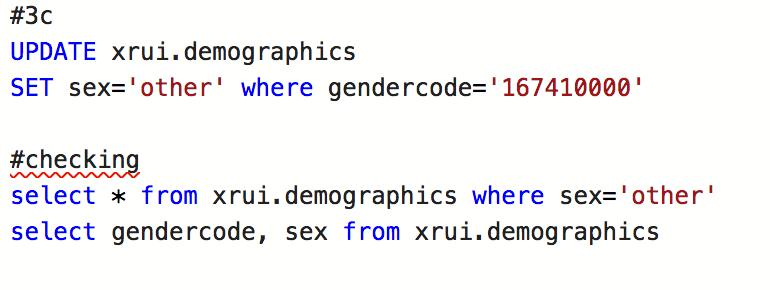 #3c
UPDATE xrui.demographics
SET sex='other' where gendercode='167410000'
#checking
select * from xrui.demographics where sex='other'
select gendercode, sex from xrui.demographics